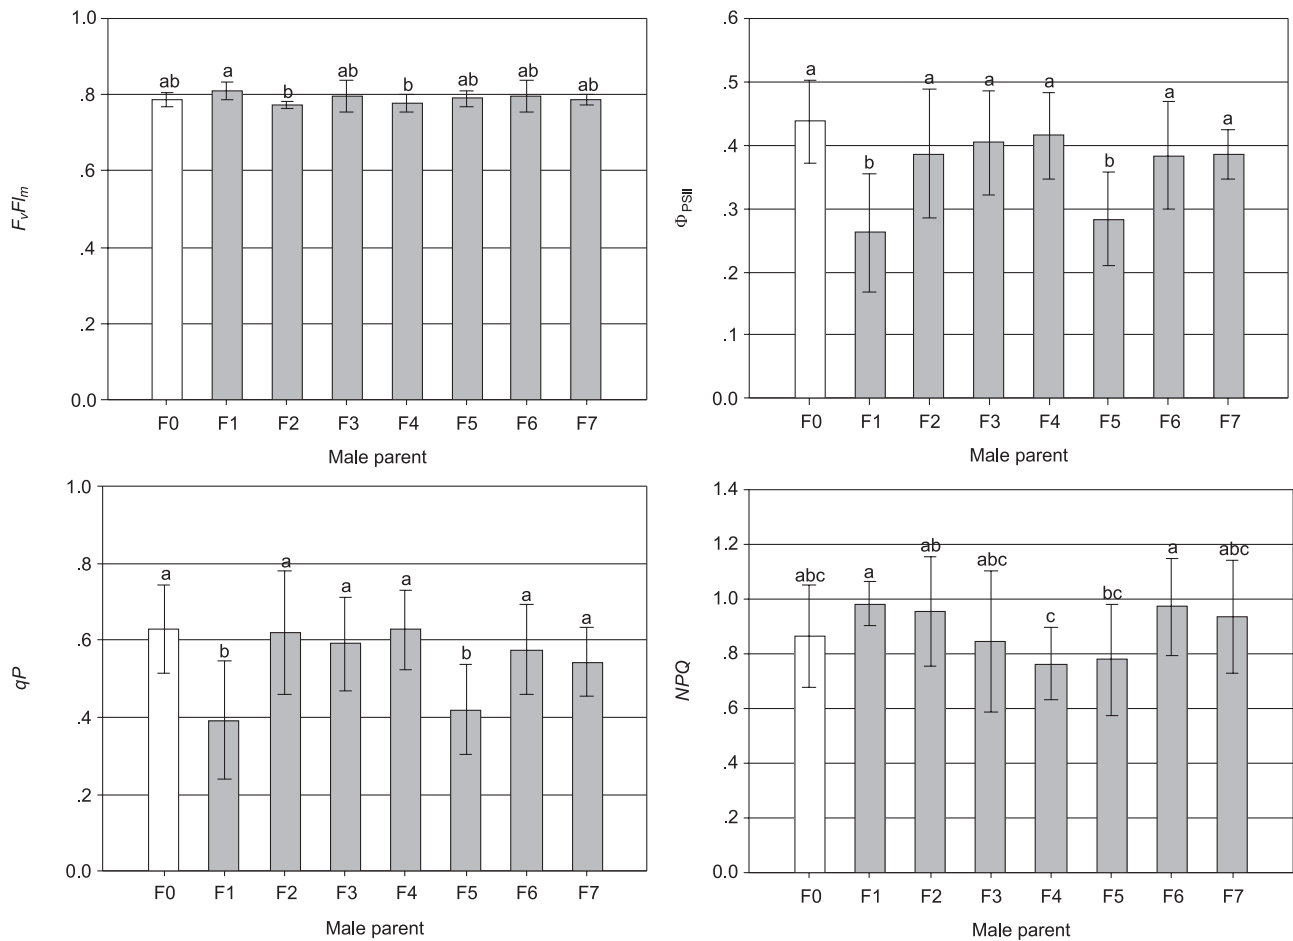 1.0
.8
.6
.4
.2
0.0
FvFlm
ab
a
b
ab
b
ab
ab
ab
F0 F1 F2 F3 F4 F5 F6 F7
Male parent
.6
.5
.4
.3
.2
.1
0.0
ΦPSII
a
b
a
a
a
b
a
a
F0 F1 F2 F3 F4 F5 F6 F7
Male parent
1.0
.8
.6
.4
.2
0.0
qP
a
b
a
a
a
b
a
a
F0 F1 F2 F3 F4 F5 F6 F7
Male parent
1.4
1.2
1.0
.8
.6
.4
.2
0.0
NPQ
abc
a
ab
abc
c
bc
a
abc
F0 F1 F2 F3 F4 F5 F6 F7
Male parent